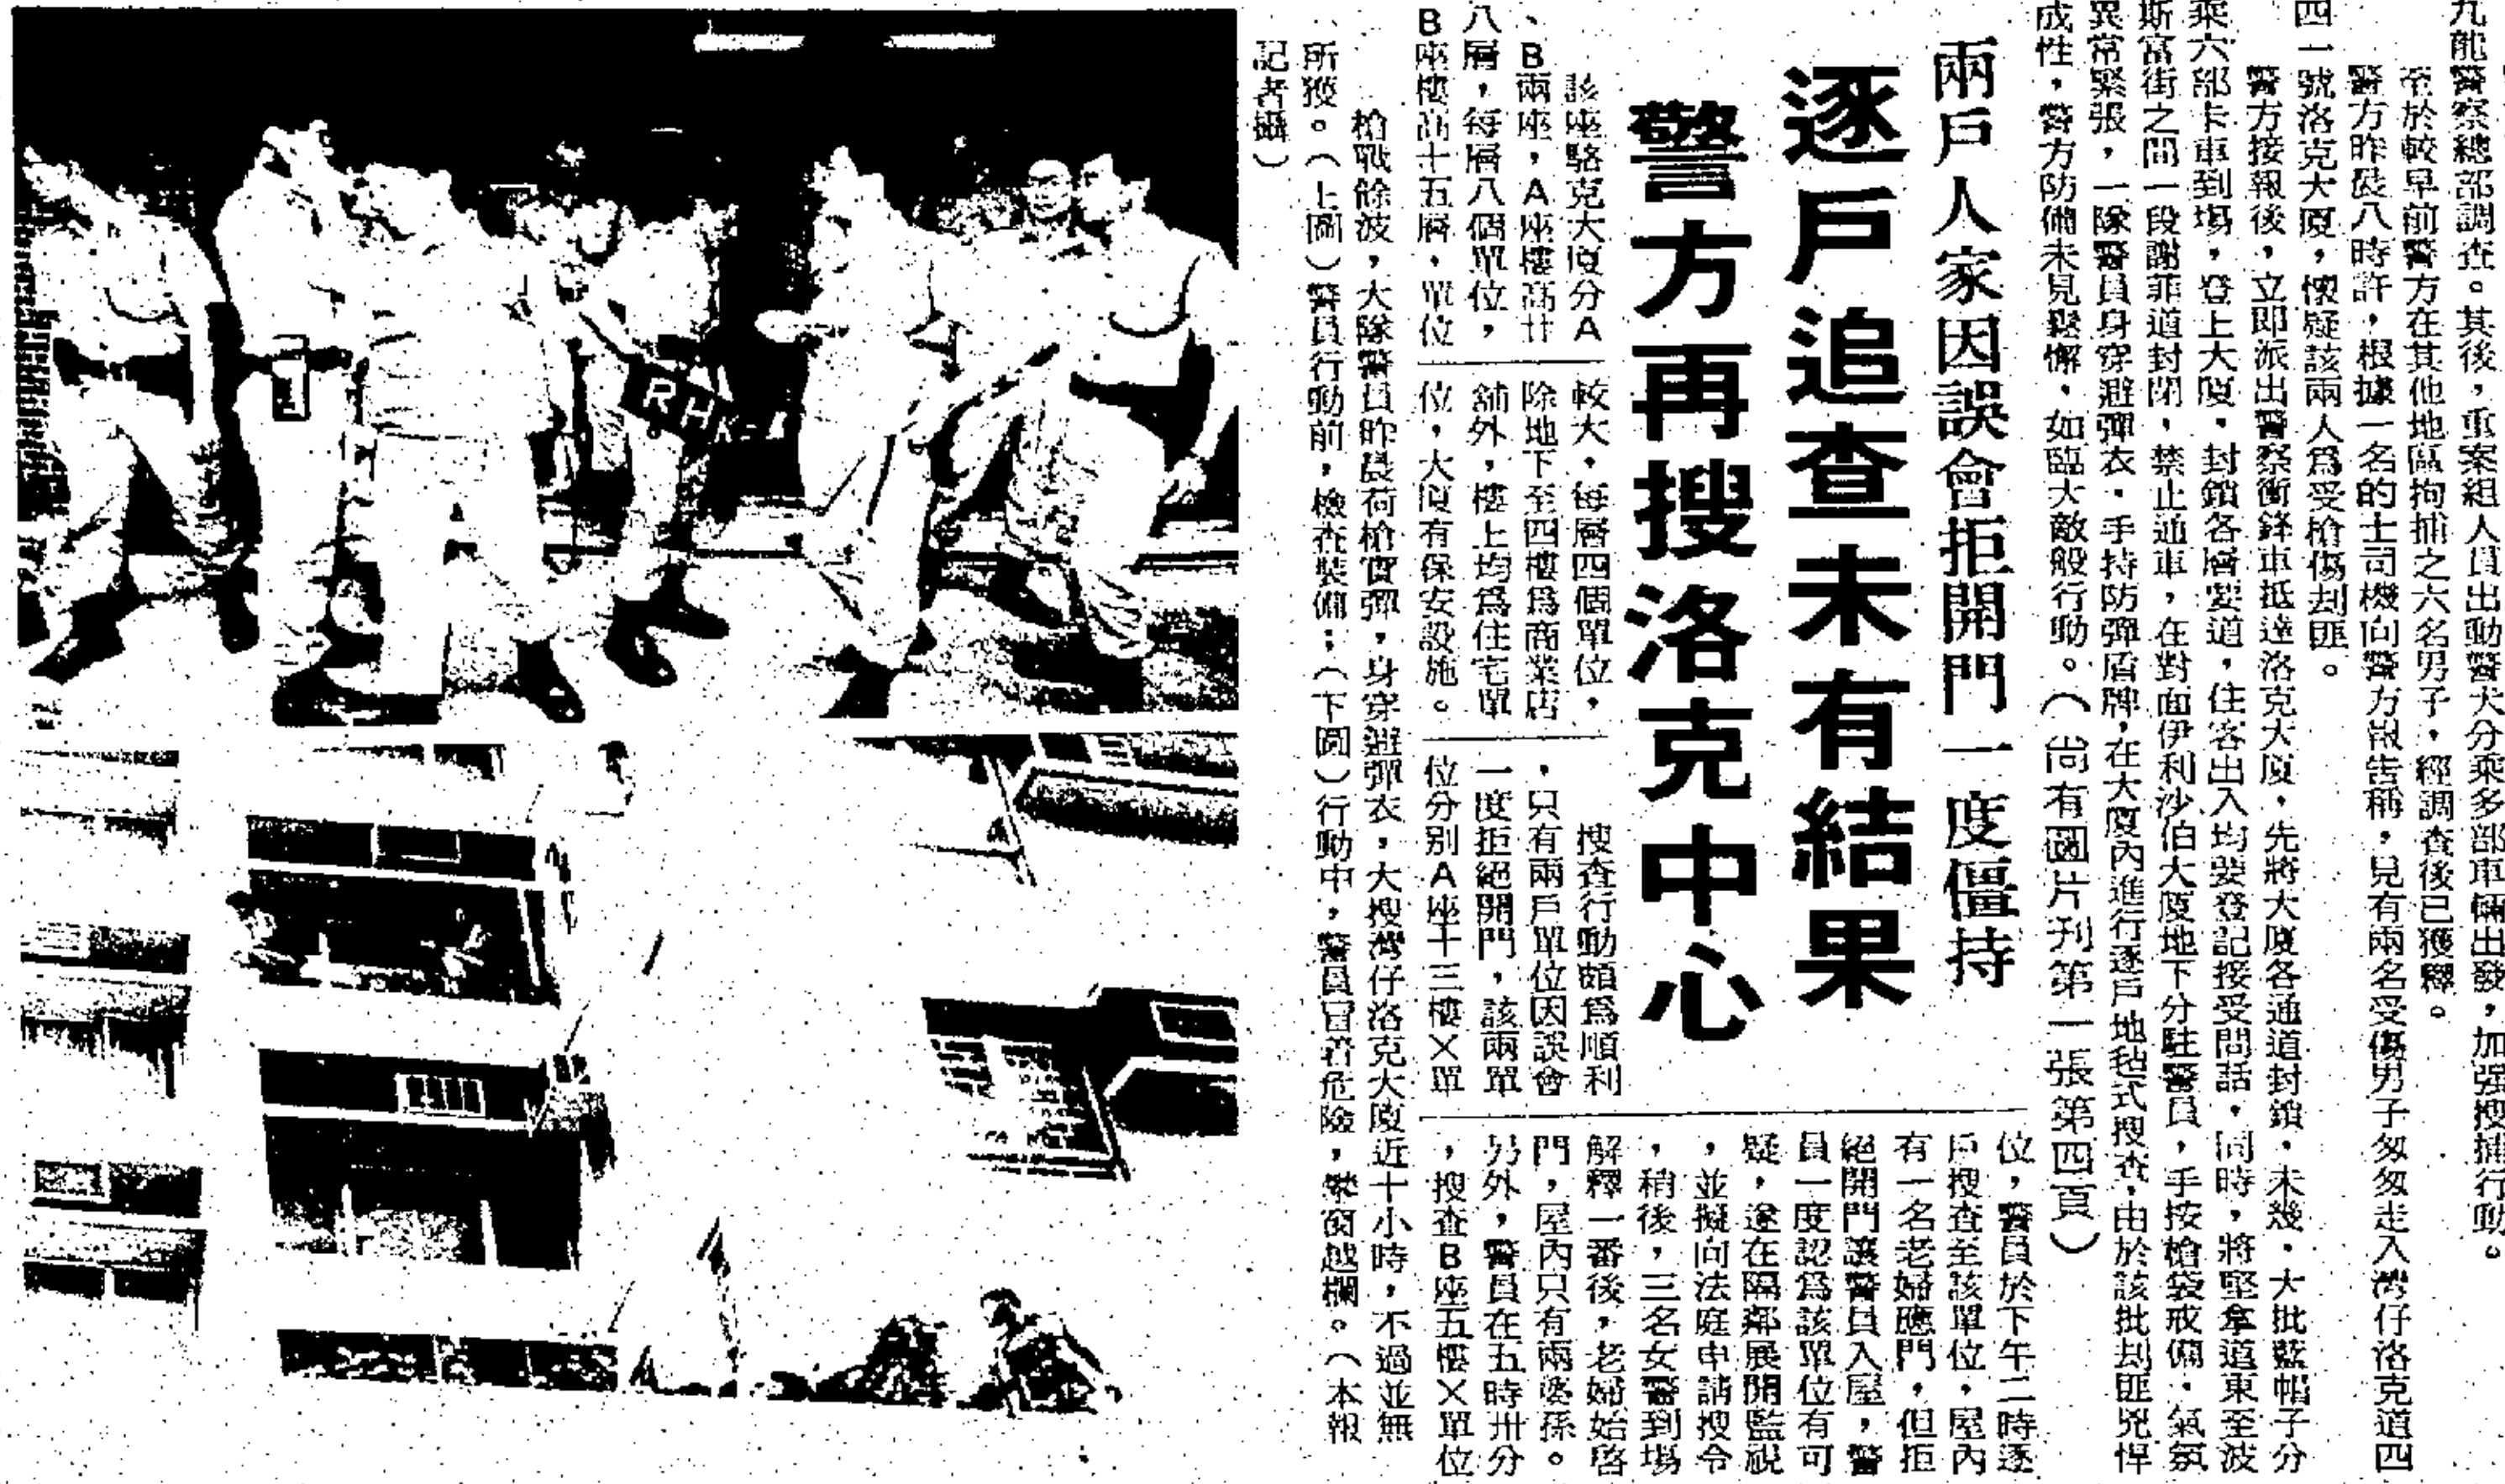 九龍警察總部調查。其後，重案組人員出動警犬分乘多部車輛出發，加强搜捕行動。
至於較早前警方在其他地區拘捕之六名男子，經調查後已獲釋。
警方昨晨八時許，根據一名的士司機向警方報告稱，見有兩名受傷男子匆匆走入灣仔洛克道四
四一號洛克大廈，懷疑該兩人爲受槍傷刦匪。
警方接報後，立即派出警察衝鋒車抵達洛克大廈，先將大廈各通道封鎖，未幾，大批藍帽子分
乘六部卡車到場，登上大廈，封鎖各層要道，住客出入均要登記接受問話，同時，將堅拿道東至波
斯富街之間一段謝菲道封閉，禁止通車，在對面伊利沙伯大廈地下分駐警員，手按槍袋戒備，氣氛
異常緊張，一隊警員身穿避彈衣，手持防彈盾牌，在大廈內進行逐戶地毡式搜查，由於該批刦匪兇悍
成性，警方防備未見鬆懈，如臨大敵般行動。（尚有圖片刋第一張第四頁）
兩戶人家因誤會拒開門一度僵持
逐戶追查未有結果
警方再搜洛克中心
該座駱克大廈分A
、B兩座，A座樓高廿
八層，每層八個單位，
B座樓高十五層，單位
較大，每層四個單位，
除地下至四樓爲商業店
舖外，樓上均爲住宅單
位，大廈有保安設施。
搜查行動頗爲順利
，只有兩戶單位因誤會
一度拒絕開門，該兩單
位分別A座十三樓X單
位，警員於下午二時逐
戶搜查至該單位，屋內
有一名老婦應門，但拒
絕開門讓警員入屋，警
員一度認爲該單位有可
疑，遂在隔鄰展開監視
，並擬向法庭申請搜令
，稍後，三名女警到場
解釋一番後，老婦始啓
門，屋內只有兩婆孫。
另外，警員在五時卅分
，搜查B座五樓X單位
槍戰餘波，大隊警員昨晨荷槍實彈，身穿避彈衣，大搜灣仔洛克大廈近十小時，不過並無
所獲。（上圖）警員行動前，檢查裝備；（下圖）行動中，警員冒着危險，攀窗越欄。（本報
記者攝）